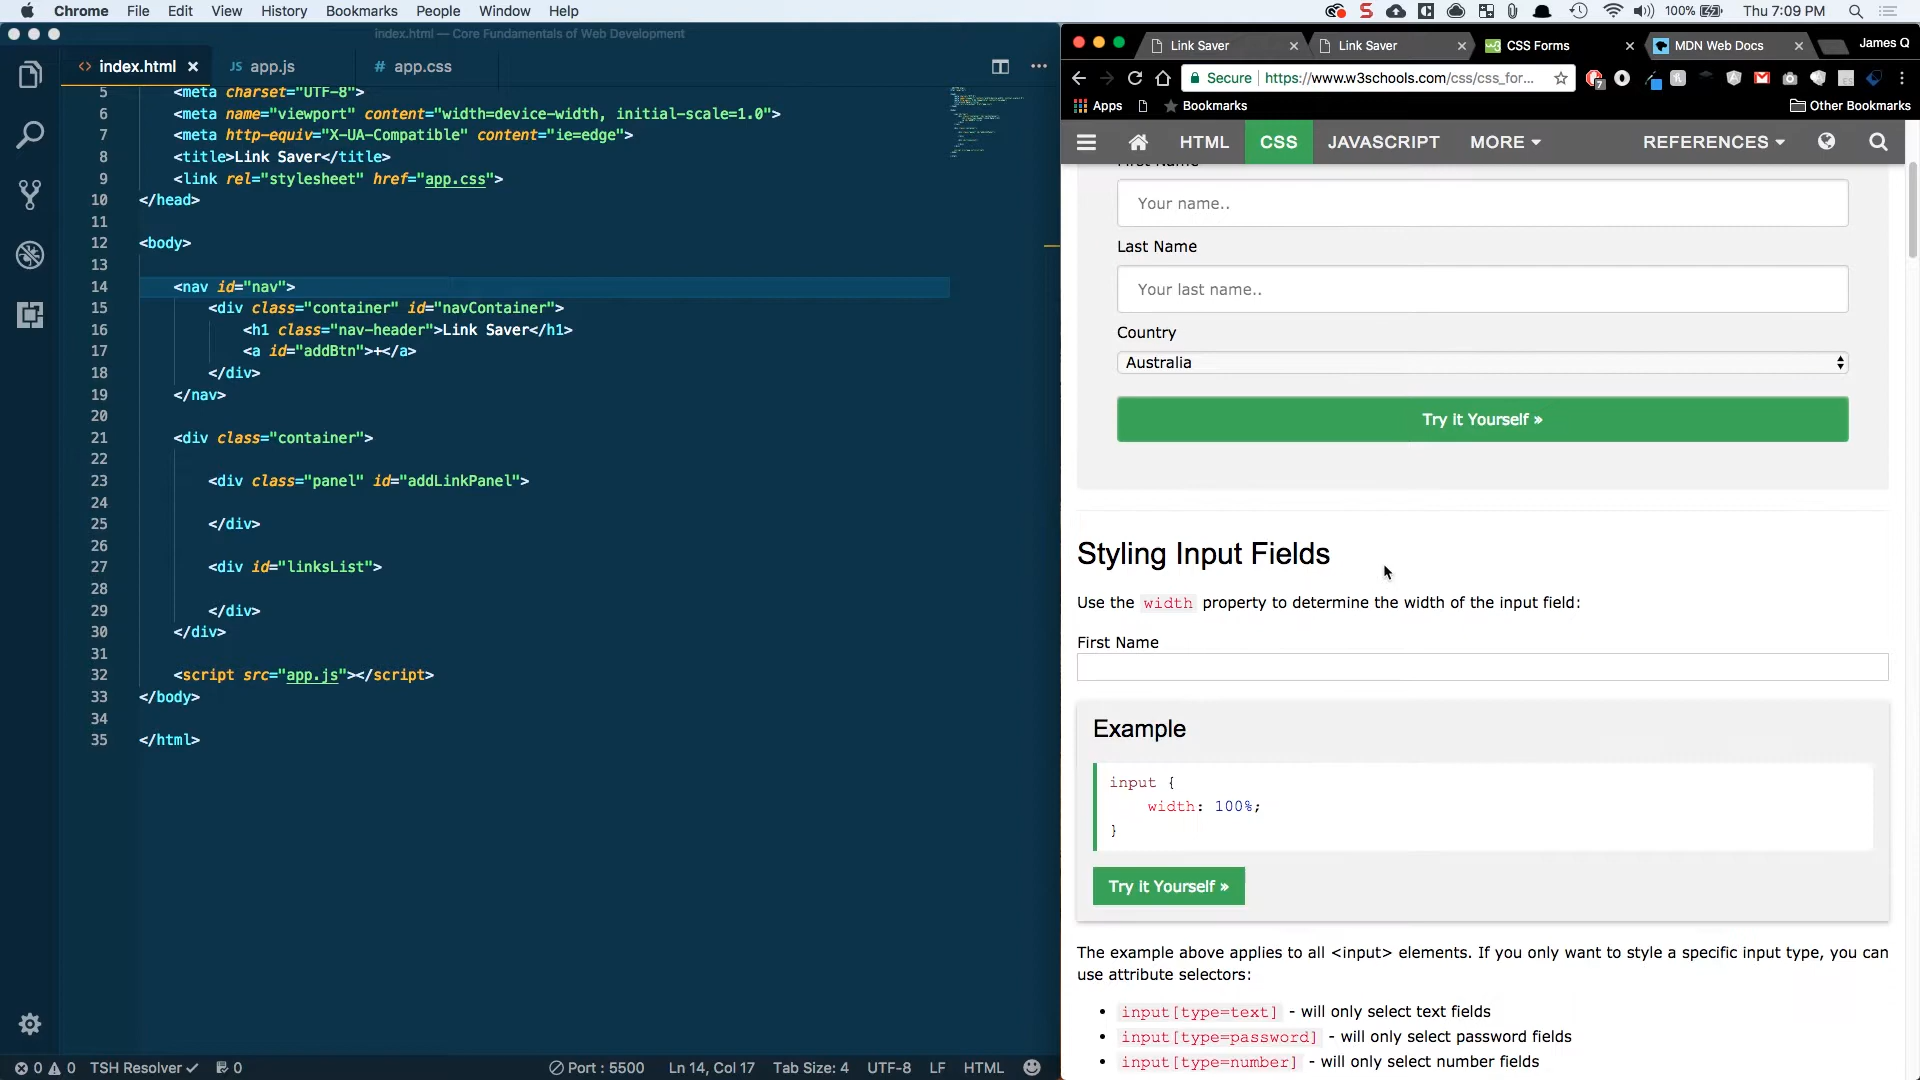 Chrome File Edit View History Bookmarks People Window Help 100% Thu 7:09 PM
index.html — Core Fundamentals of Web Development
<> index.html × JS app.js # app.css
5 <meta charset="UTF-8">
6 <meta name="viewport" content="width=device-width, initial-scale=1.0">
7 <meta http-equiv="X-UA-Compatible" content="ie=edge">
8 <title>Link Saver</title>
9 <link rel="stylesheet" href="app.css">
10 </head>
11
12 <body>
13
14 <nav id="nav">
15 <div class="container" id="navContainer">
16 <h1 class="nav-header">Link Saver</h1>
17 <a id="addBtn">+</a>
18 </div>
19 </nav>
20
21 <div class="container">
22
23 <div class="panel" id="addLinkPanel">
24
25 </div>
26
27 <div id="linksList">
28
29 </div>
30 </div>
31
32 <script src="app.js"></script>
33 </body>
34
35 </html>
0 0 TSH Resolver 0 Port : 5500 Ln 14, Col 17 Tab Size: 4 UTF-8 LF HTML
Link Saver × Link Saver × CSS Forms × MDN Web Docs × James Q
Secure https://www.w3schools.com/css/css_for...
Apps Bookmarks Other Bookmarks
HTML CSS JAVASCRIPT MORE REFERENCES
First Name
Your name..
Last Name
Your last name..
Country
Australia
Try it Yourself »
Styling Input Fields
Use the width property to determine the width of the input field:
First Name
Example
input {
width: 100%;
}
Try it Yourself »
The example above applies to all <input> elements. If you only want to style a specific input type, you can
use attribute selectors:
• input[type=text] - will only select text fields
• input[type=password] - will only select password fields
• input[type=number] - will only select number fields